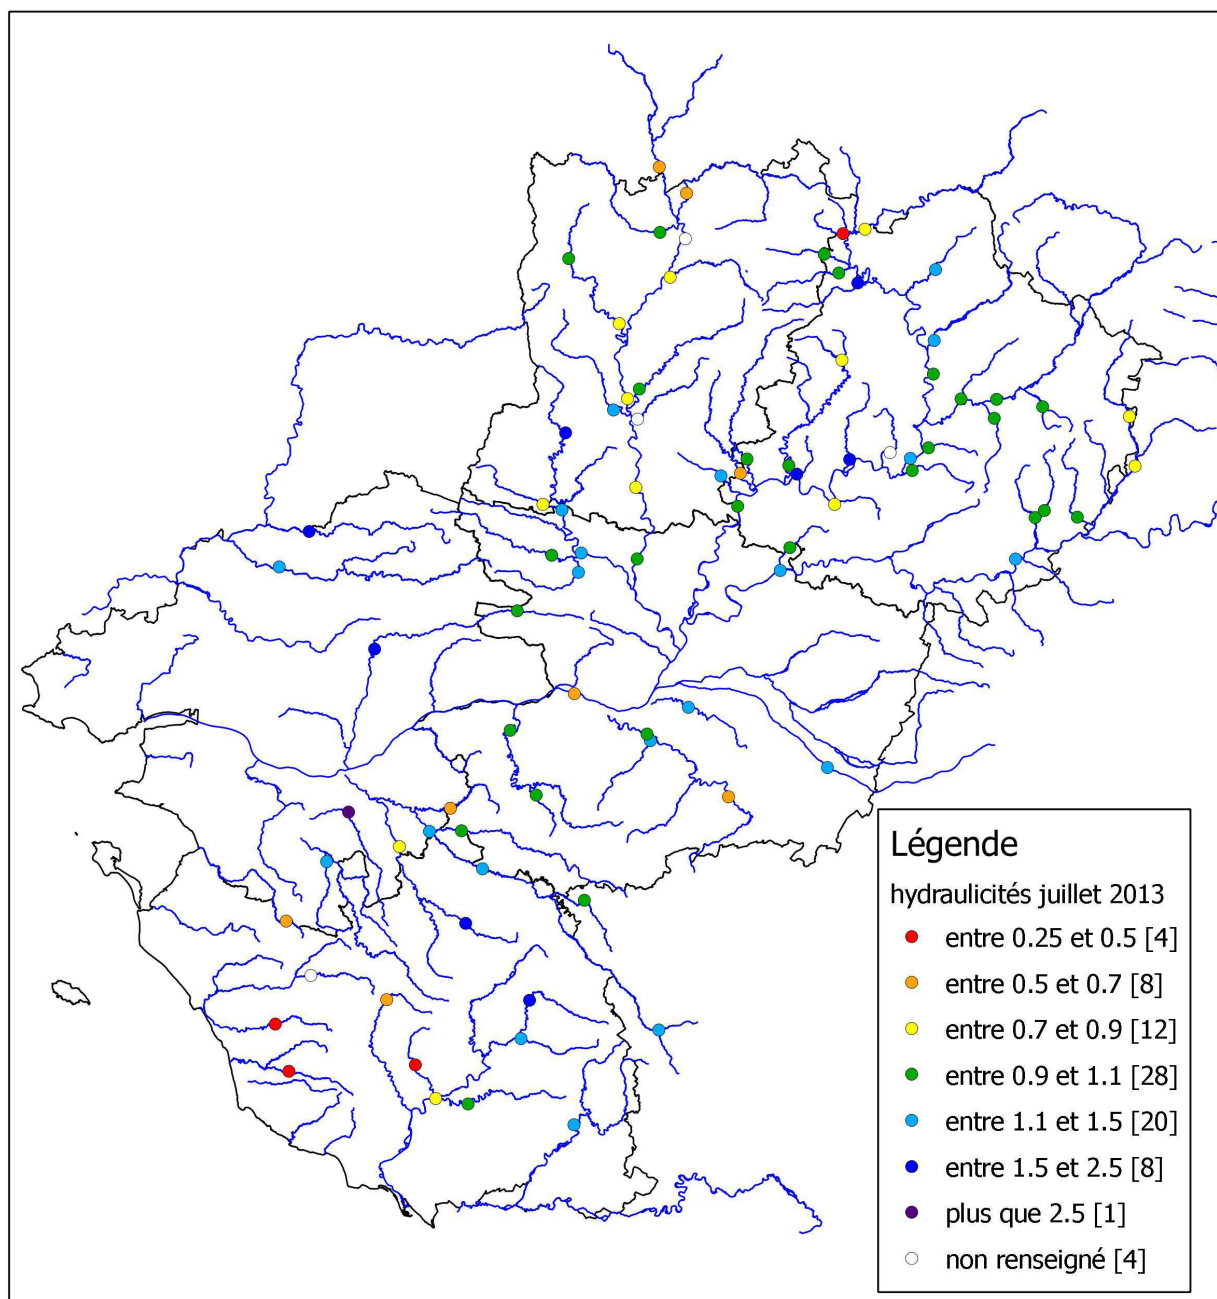 Légende
hydraulicités juillet 2013
entre 0.25 et 0.5 [4]
entre 0.5 et 0.7 [8]
entre 0.7 et 0.9 [12]
entre 0.9 et 1.1 [28]
entre 1.1 et 1.5 [20]
entre 1.5 et 2.5 [8]
plus que 2.5 [1]
non renseigné [4]